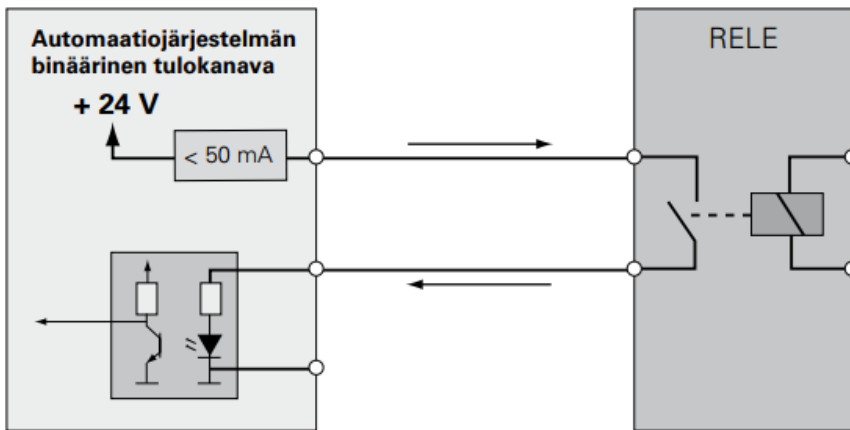 Automaatiojärjestelmän
binäärinen tulokanava
+ 24 V
< 50 mA
RELE